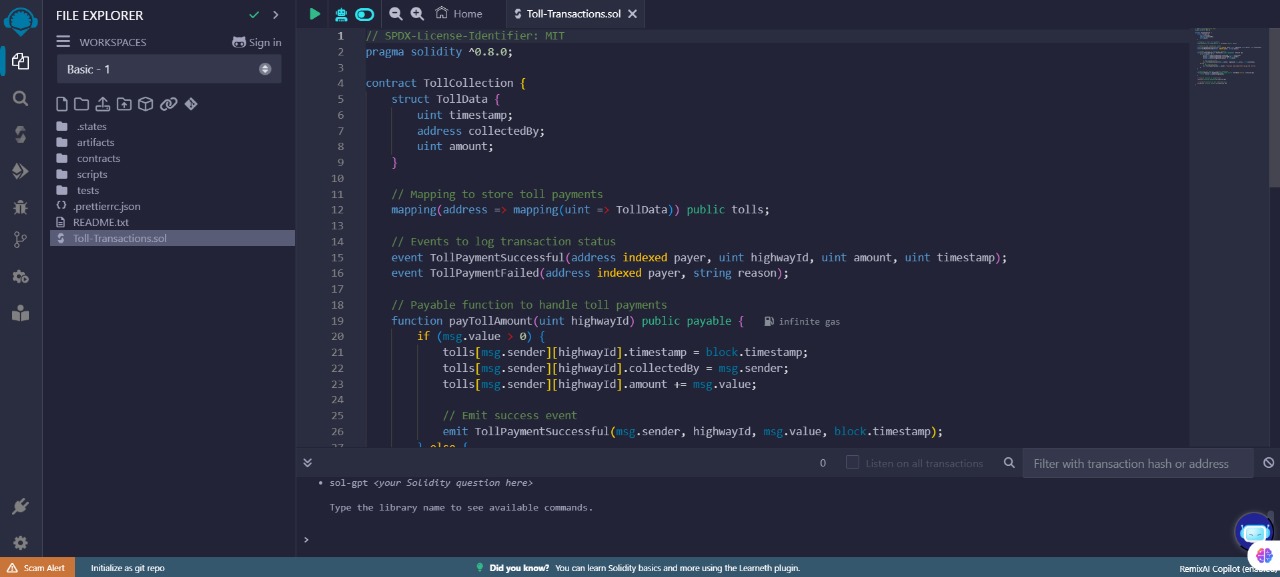 FILE EXPLORER
WORKSPACES
Sign in
Basic - 1
.states
artifacts
contracts
scripts
tests
.prettierrc.json
README.txt
Toll-Transactions.sol
Home
Toll-Transactions.sol
1 // SPDX-License-Identifier: MIT
2 pragma solidity ^0.8.0;
3
4 contract TollCollection {
5 struct TollData {
6 uint timestamp;
7 address collectedBy;
8 uint amount;
9 }
10
11 // Mapping to store toll payments
12 mapping(address => mapping(uint => TollData)) public tolls;
13
14 // Events to log transaction status
15 event TollPaymentSuccessful(address indexed payer, uint highwayId, uint amount, uint timestamp);
16 event TollPaymentFailed(address indexed payer, string reason);
17
18 // Payable function to handle toll payments
19 function payTollAmount(uint highwayId) public payable { infinite gas
20 if (msg.value > 0) {
21 tolls[msg.sender][highwayId].timestamp = block.timestamp;
22 tolls[msg.sender][highwayId].collectedBy = msg.sender;
23 tolls[msg.sender][highwayId].amount += msg.value;
24
25 // Emit success event
26 emit TollPaymentSuccessful(msg.sender, highwayId, msg.value, block.timestamp);
27 } else {
0
Listen on all transactions
Filter with transaction hash or address
• sol-gpt <your Solidity question here>
Type the library name to see available commands.
>
Scam Alert
Initialize as git repo
Did you know? You can learn Solidity basics and more using the Learneth plugin.
RemixAI Copilot (enabled)